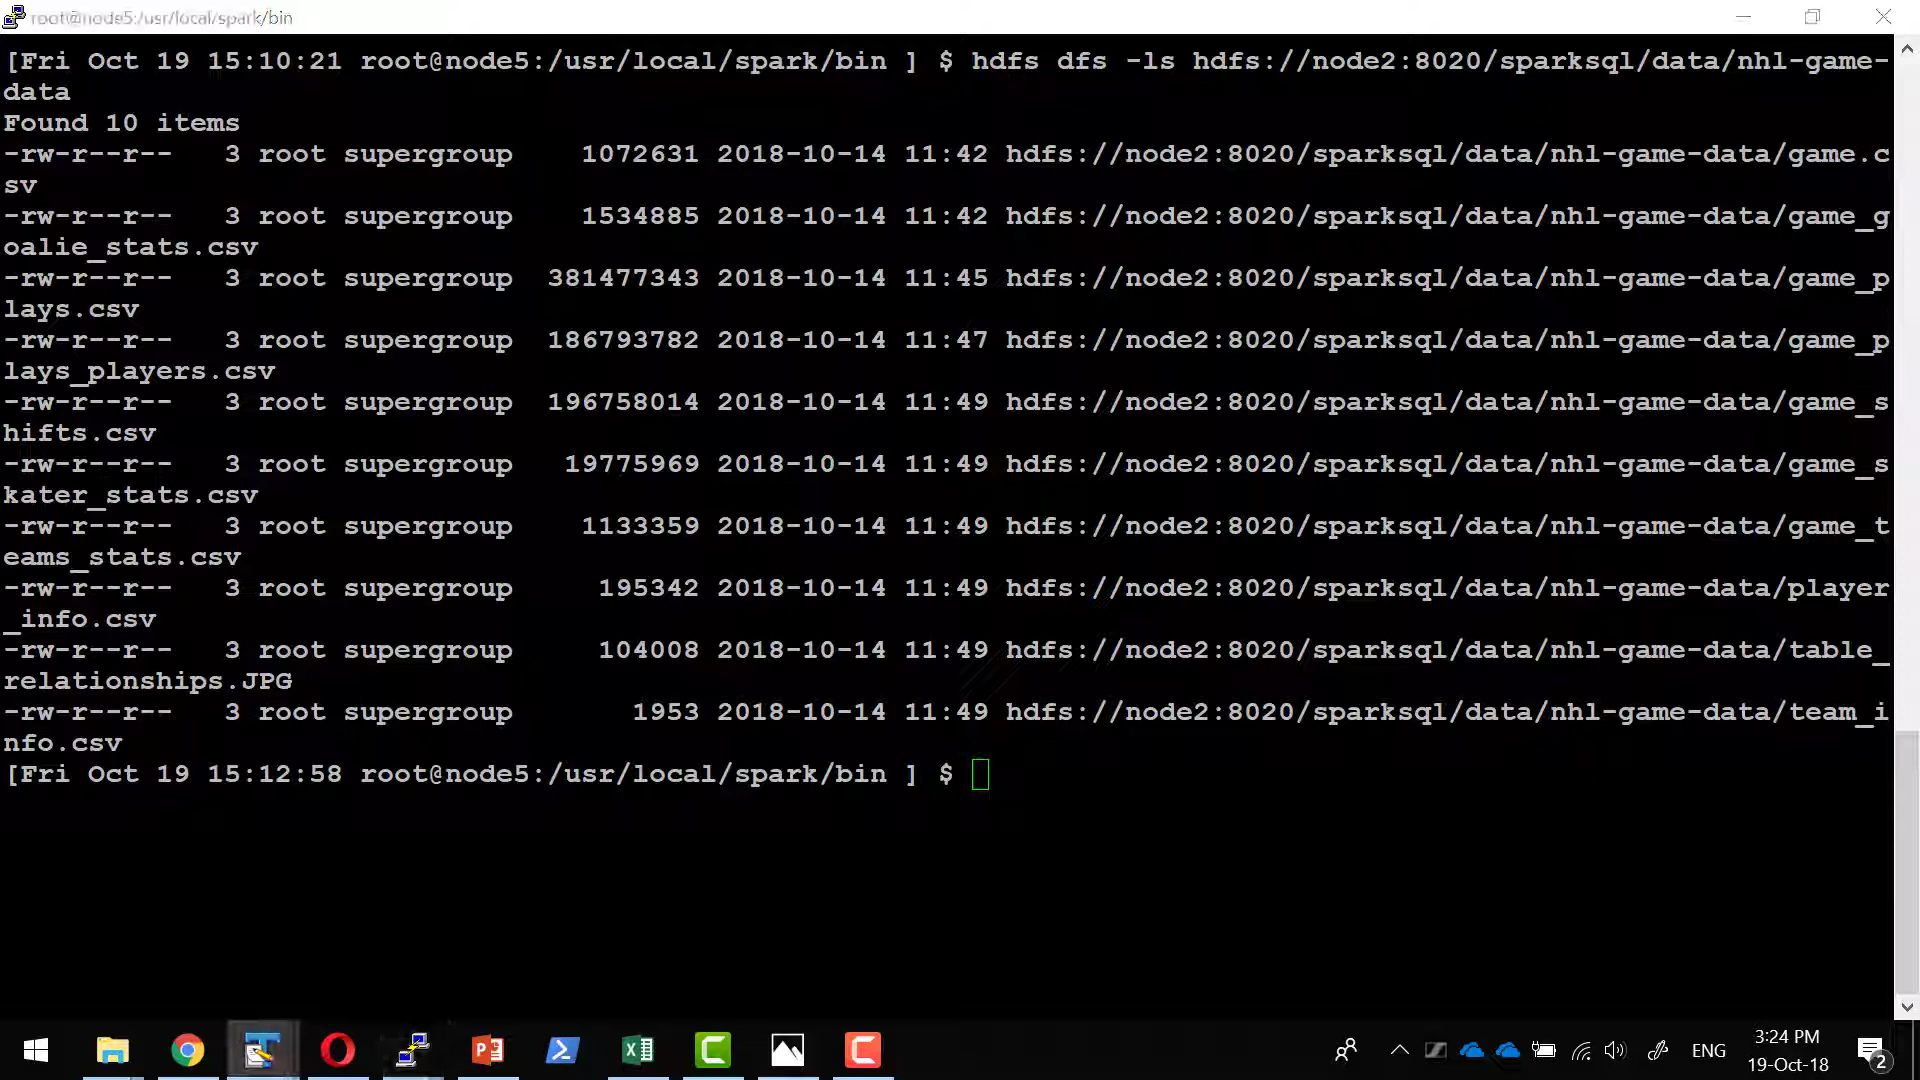 root@node5:/usr/local/spark/bin
[Fri Oct 19 15:10:21 root@node5:/usr/local/spark/bin ] $ hdfs dfs -ls hdfs://node2:8020/sparksql/data/nhl-game-
data
Found 10 items
-rw-r--r--   3 root supergroup    1072631 2018-10-14 11:42 hdfs://node2:8020/sparksql/data/nhl-game-data/game.c
sv
-rw-r--r--   3 root supergroup    1534885 2018-10-14 11:42 hdfs://node2:8020/sparksql/data/nhl-game-data/game_g
oalie_stats.csv
-rw-r--r--   3 root supergroup  381477343 2018-10-14 11:45 hdfs://node2:8020/sparksql/data/nhl-game-data/game_p
lays.csv
-rw-r--r--   3 root supergroup  186793782 2018-10-14 11:47 hdfs://node2:8020/sparksql/data/nhl-game-data/game_p
lays_players.csv
-rw-r--r--   3 root supergroup  196758014 2018-10-14 11:49 hdfs://node2:8020/sparksql/data/nhl-game-data/game_s
hifts.csv
-rw-r--r--   3 root supergroup   19775969 2018-10-14 11:49 hdfs://node2:8020/sparksql/data/nhl-game-data/game_s
kater_stats.csv
-rw-r--r--   3 root supergroup    1133359 2018-10-14 11:49 hdfs://node2:8020/sparksql/data/nhl-game-data/game_t
eams_stats.csv
-rw-r--r--   3 root supergroup     195342 2018-10-14 11:49 hdfs://node2:8020/sparksql/data/nhl-game-data/player
_info.csv
-rw-r--r--   3 root supergroup     104008 2018-10-14 11:49 hdfs://node2:8020/sparksql/data/nhl-game-data/table_
relationships.JPG
-rw-r--r--   3 root supergroup       1953 2018-10-14 11:49 hdfs://node2:8020/sparksql/data/nhl-game-data/team_i
nfo.csv
[Fri Oct 19 15:12:58 root@node5:/usr/local/spark/bin ] $
ENG
3:24 PM
19-Oct-18
2